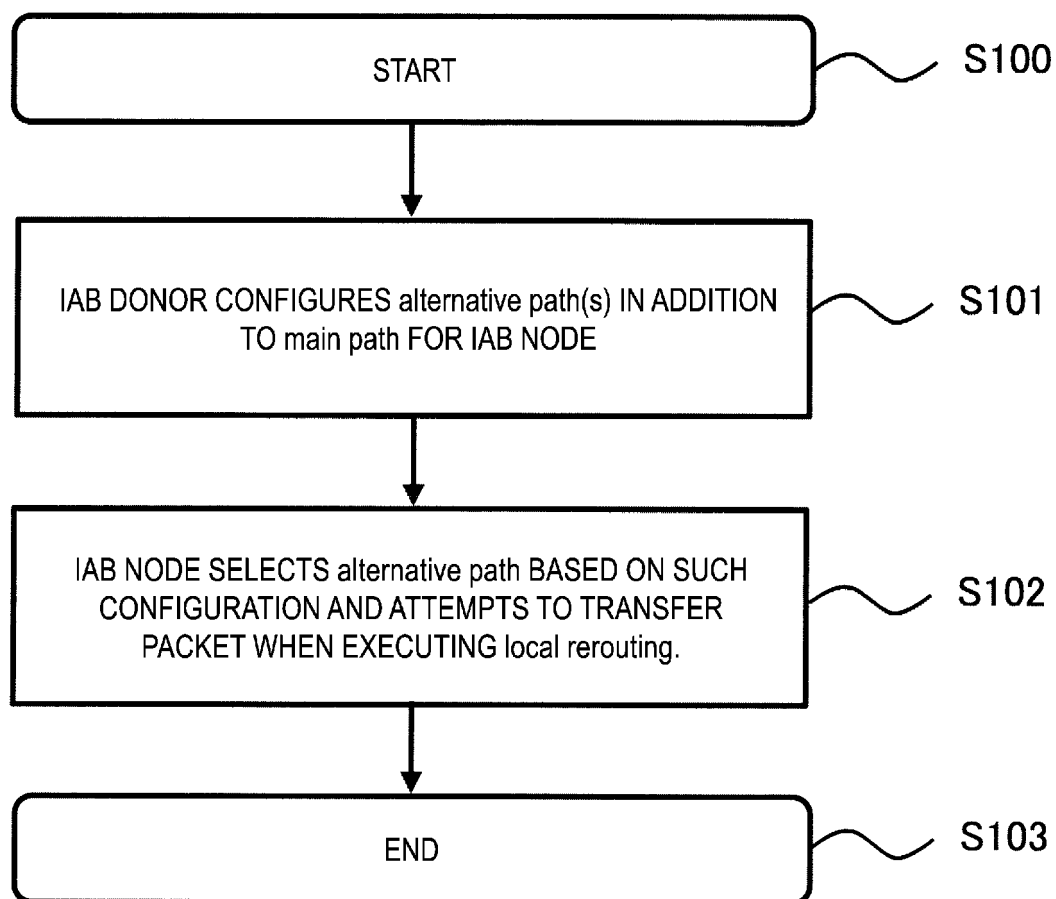 START
S100
IAB DONOR CONFIGURES alternative path(s) IN ADDITION
TO main path FOR IAB NODE
S101
IAB NODE SELECTS alternative path BASED ON SUCH
CONFIGURATION AND ATTEMPTS TO TRANSFER
PACKET WHEN EXECUTING local rerouting.
S102
END
S103